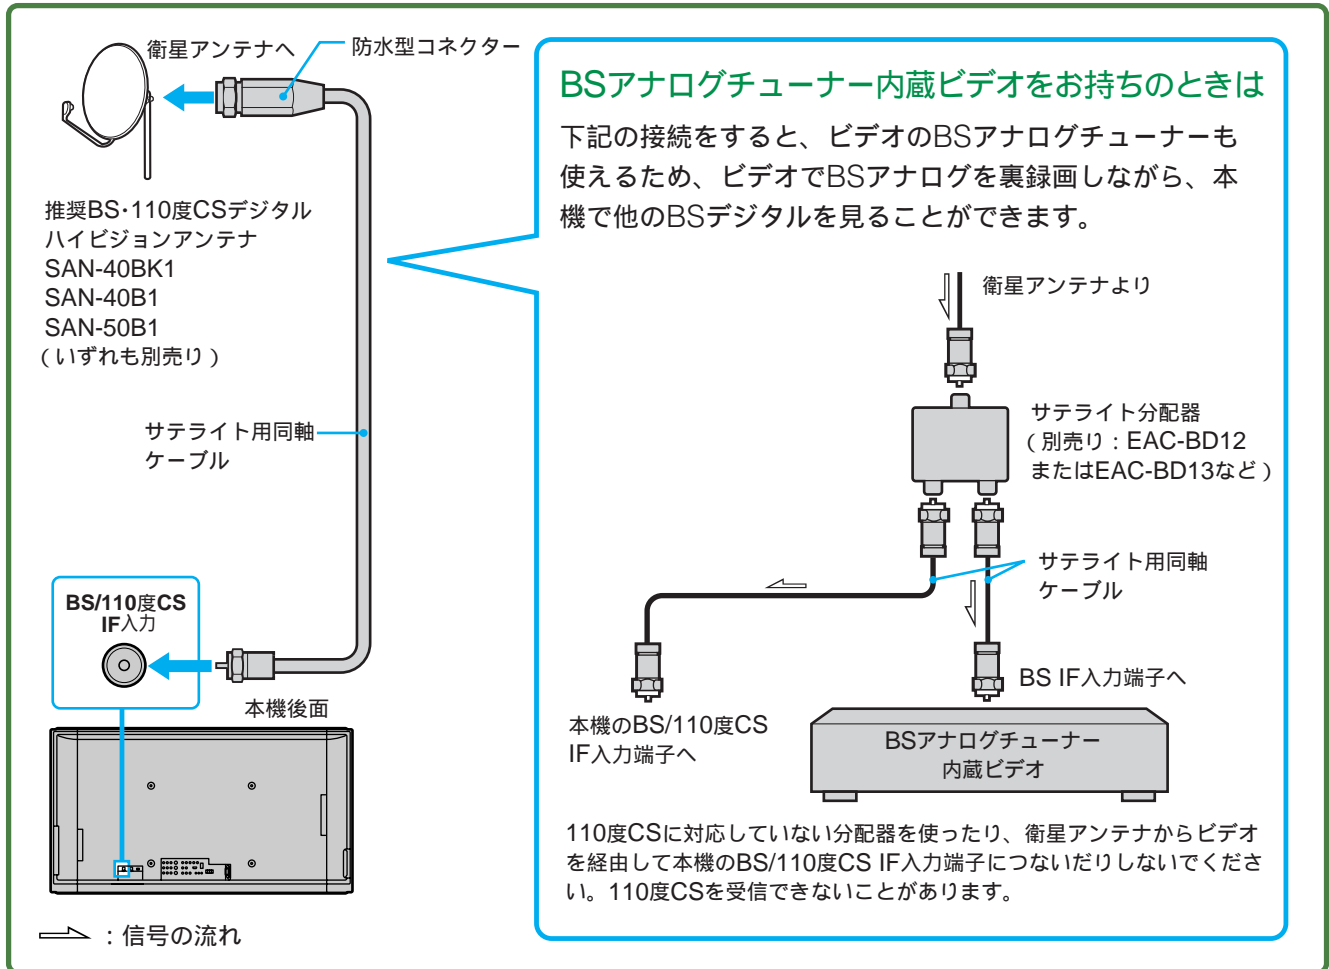 衛星アンテナへ
防水型コネクター
推奨BS·110度CSデジタル
ハイビジョンアンテナ
SAN-40BK1
SAN-40B1
SAN-50B1
（いずれも別売り）
サテライト用同軸
ケーブル
BS/110度CS
IF入力
本機後面
：信号の流れ
BSアナログチューナー内蔵ビデオをお持ちのときは
下記の接続をすると、ビデオのBSアナログチューナーも
使えるため、ビデオでBSアナログを裏録画しながら、本
機で他のBSデジタルを見ることができます。
衛星アンテナより
サテライト分配器
（別売り：EAC-BD12
またはEAC-BD13など）
サテライト用同軸
ケーブル
BS IF入力端子へ
本機のBS/110度CS
IF入力端子へ
BSアナログチューナー
内蔵ビデオ
110度CSに対応していない分配器を使ったり、衛星アンテナからビデオ
を経由して本機のBS/110度CS IF入力端子につないだりしないでくださ
い。110度CSを受信できないことがあります。